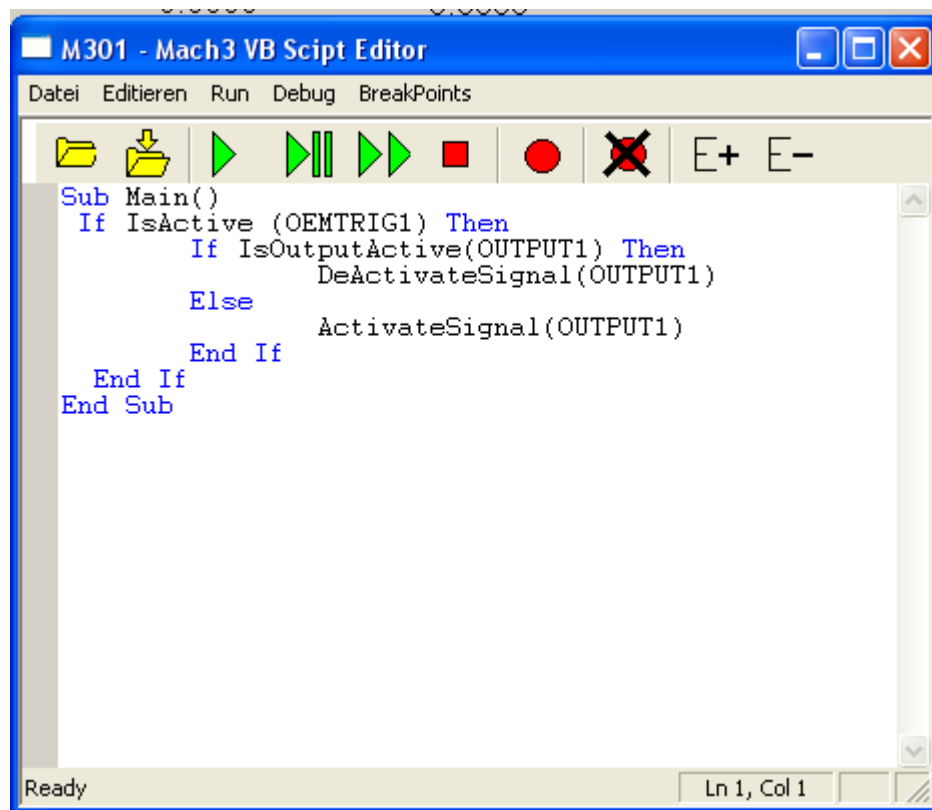 M301 - Mach3 VB Scipt Editor
Datei Editieren Run Debug BreakPoints
E+ E-
Sub Main()
If IsActive (OEMTRIG1) Then
If IsOutputActive(OUTPUT1) Then
DeActivateSignal(OUTPUT1)
Else
ActivateSignal(OUTPUT1)
End If
End If
End Sub
Ready Ln 1, Col 1